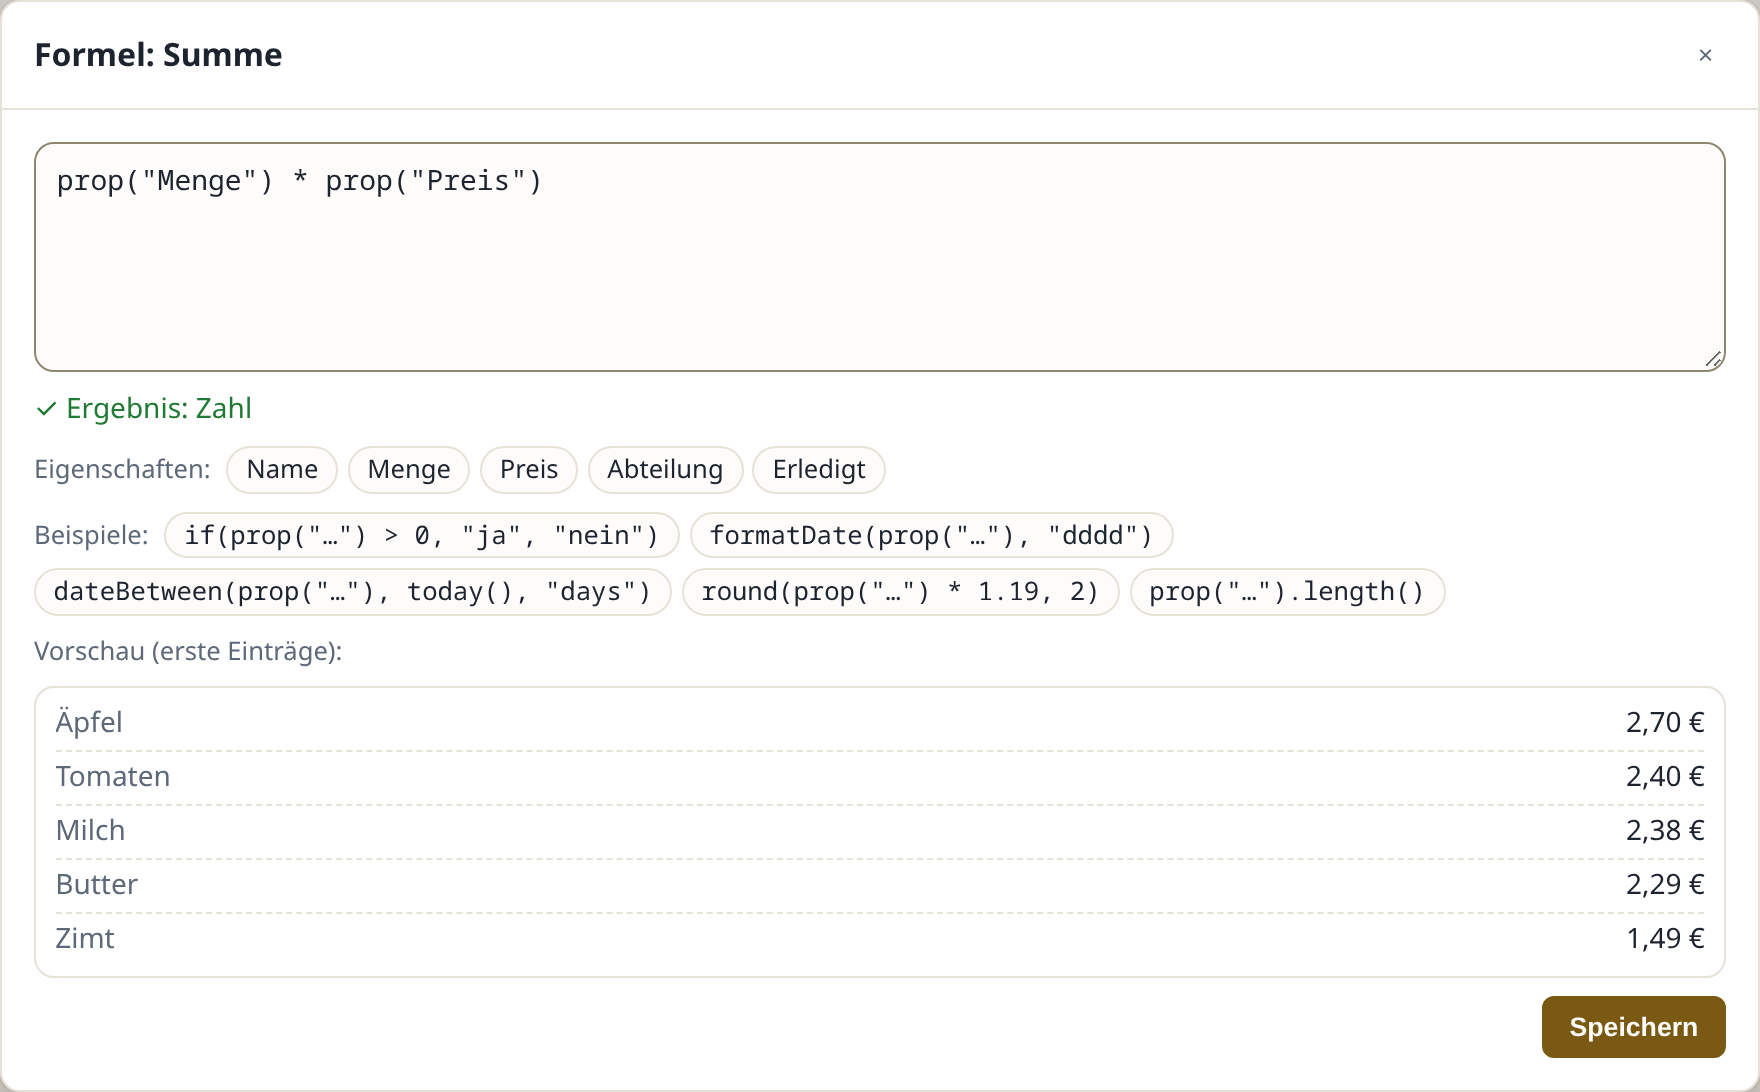 Formel: Summe ×
prop("Menge") * prop("Preis")
✓ Ergebnis: Zahl
Eigenschaften: Name Menge Preis Abteilung Erledigt
Beispiele: if(prop("…") > 0, "ja", "nein") formatDate(prop("…"), "dddd")
dateBetween(prop("…"), today(), "days") round(prop("…") * 1.19, 2) prop("…").length()
Vorschau (erste Einträge):
Äpfel 2,70 €
Tomaten 2,40 €
Milch 2,38 €
Butter 2,29 €
Zimt 1,49 €
Speichern